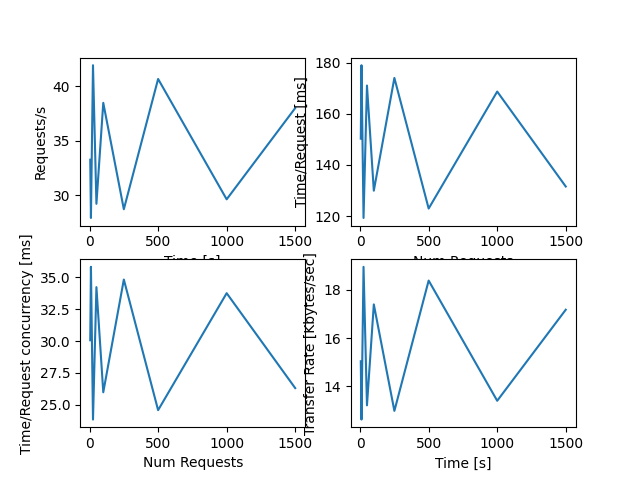 40
35
30
Requests/s
0 500 1000 1500
Time [s]
180
160
140
120
Time/Request [ms]
0 500 1000 1500
Num Requests
35.0
32.5
30.0
27.5
25.0
Time/Request concurrency [ms]
0 500 1000 1500
Num Requests
18
16
14
Transfer Rate [Kbytes/sec]
0 500 1000 1500
Time [s]